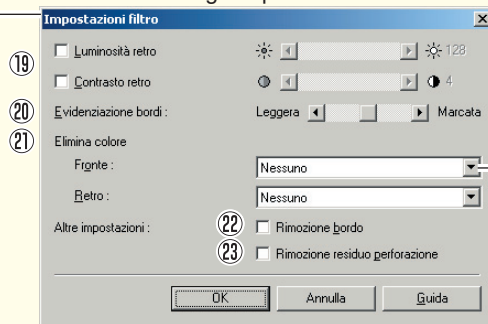 Impostazioni filtro
⑲ Luminosità retro 128
Contrasto retro 4
⑳ Evidenziazione bordi : Leggera Marcata
㉑ Elimina colore
Fronte : Nessuno
Retro : Nessuno
Altre impostazioni : ㉒ Rimozione bordo
㉓ Rimozione residuo perforazione
OK Annulla Guida